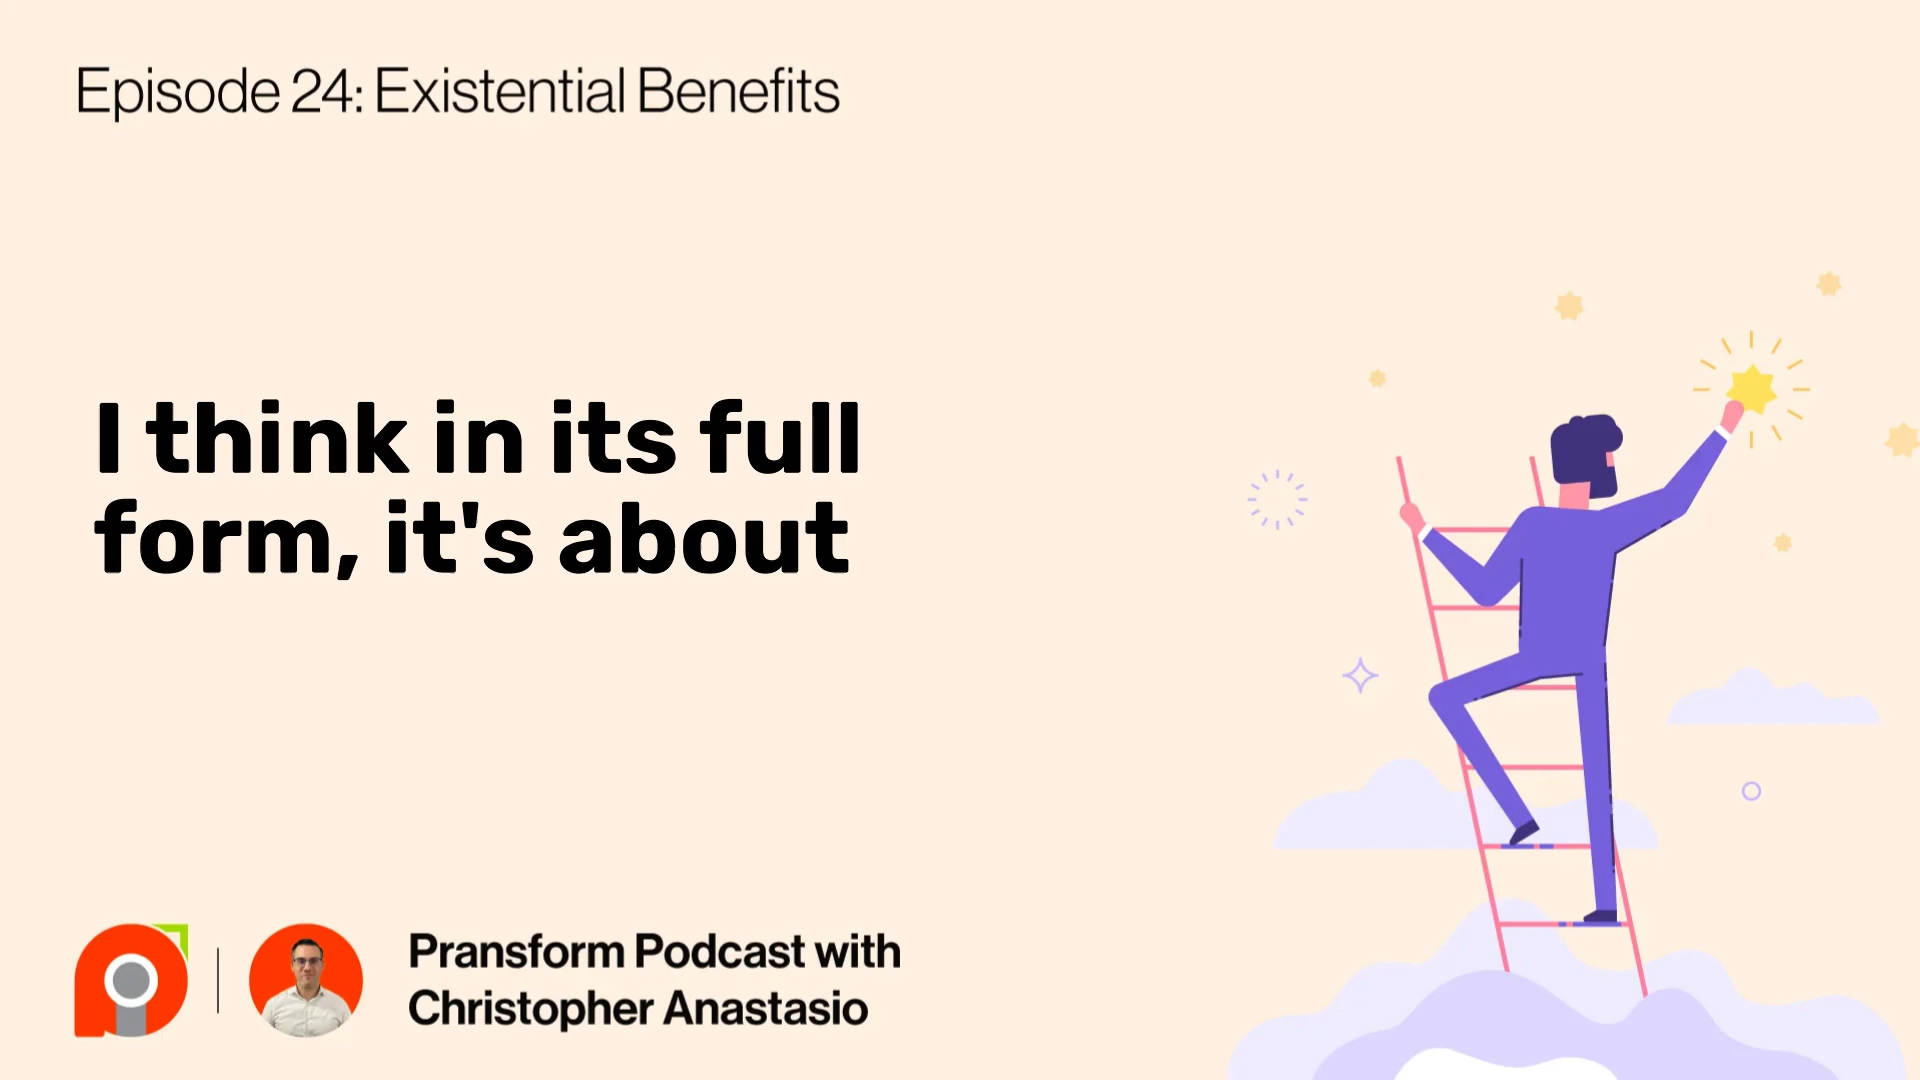 Episode 24: Existential Benefits
I think in its full
form, it's about
Pransform Podcast with
Christopher Anastasio